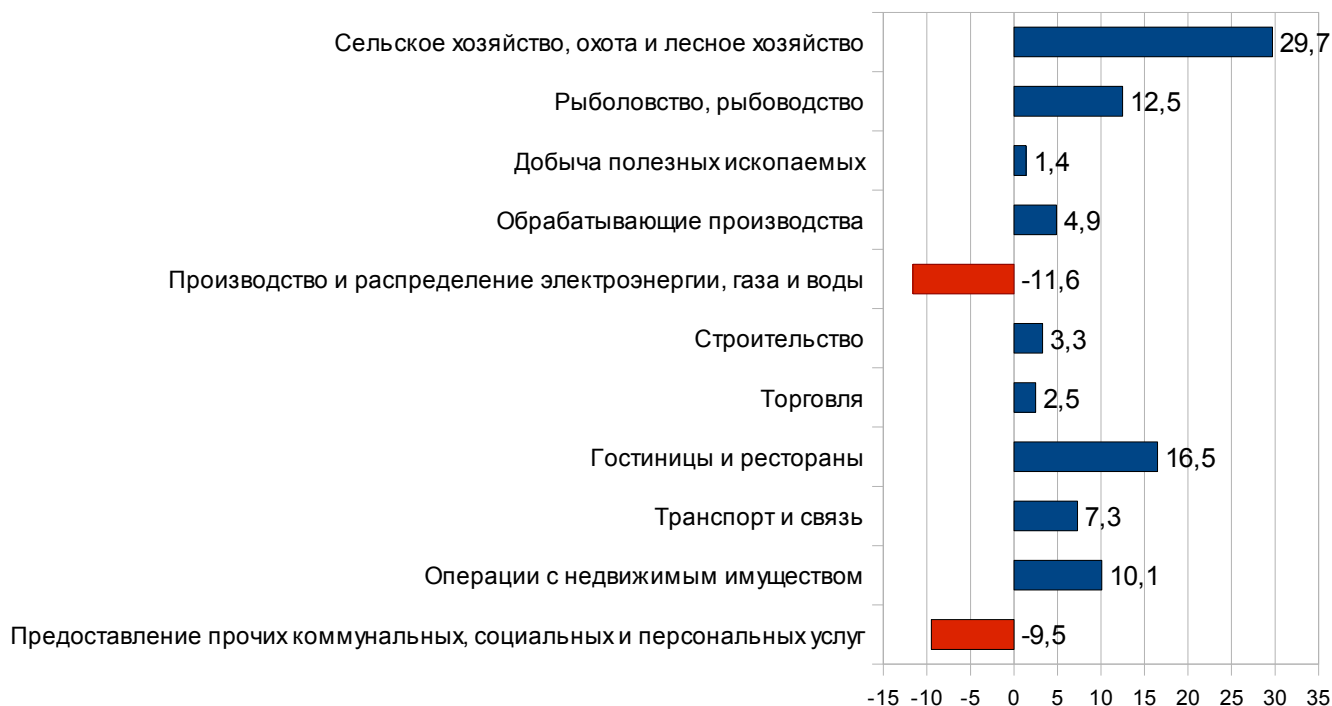 Сельское хозяйство, охота и лесное хозяйство 29,7
Рыболовство, рыбоводство 12,5
Добыча полезных ископаемых 1,4
Обрабатывающие производства 4,9
Производство и распределение электроэнергии, газа и воды -11,6
Строительство 3,3
Торговля 2,5
Гостиницы и рестораны 16,5
Транспорт и связь 7,3
Операции с недвижимым имуществом 10,1
Предоставление прочих коммунальных, социальных и персональных услуг -9,5
-15 -10 -5 0 5 10 15 20 25 30 35